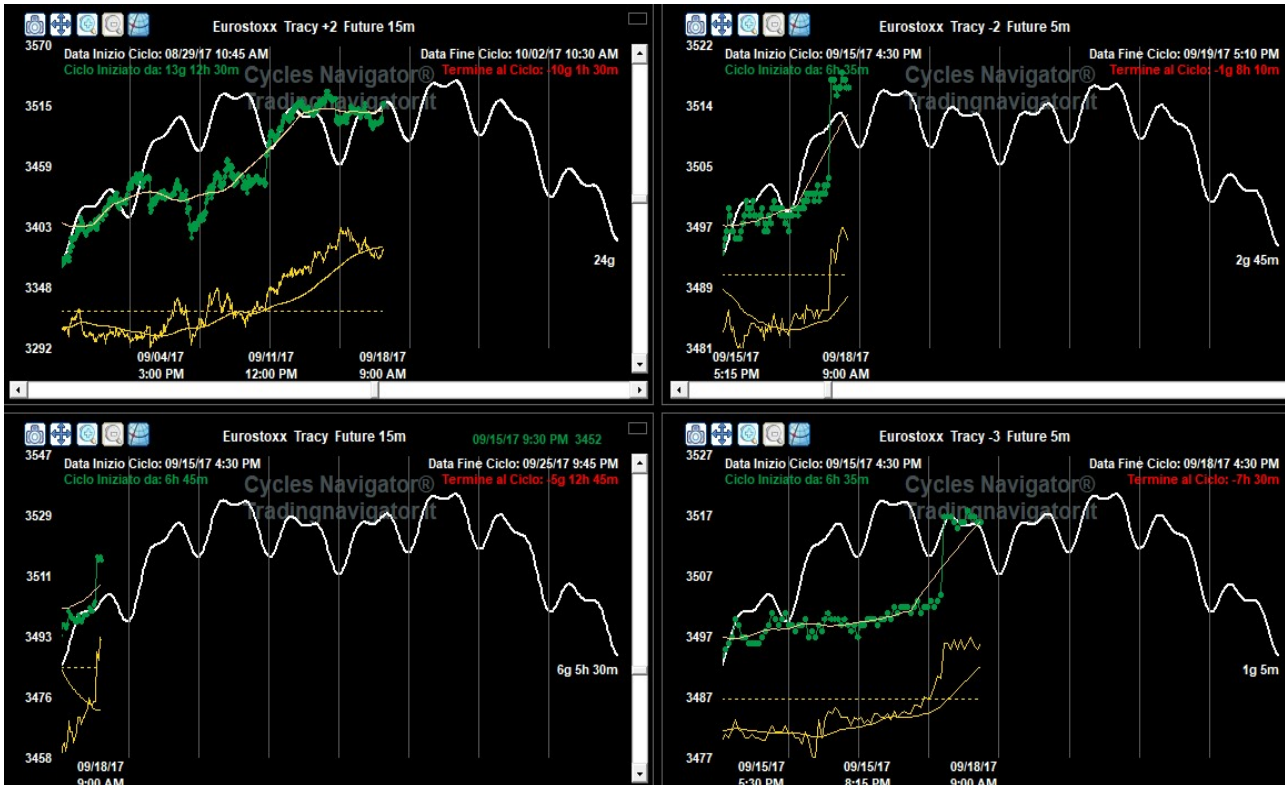 Eurostoxx Tracy +2 Future 15m
3570
Data Inizio Ciclo: 08/29/17 10:45 AM
Data Fine Ciclo: 10/02/17 10:30 AM
Ciclo Iniziato da: 13g 12h 30m
Termine al Ciclo: -10g 1h 30m
Cycles Navigator®
Tradingnavigator.it
3515
3459
3403
24g
3348
3292
09/04/17
09/11/17
09/18/17
3:00 PM
12:00 PM
9:00 AM
Eurostoxx Tracy -2 Future 5m
3522
Data Inizio Ciclo: 09/15/17 4:30 PM
Data Fine Ciclo: 09/19/17 5:10 PM
Ciclo Iniziato da: 6h 35m
Termine al Ciclo: -1g 8h 10m
Cycles Navigator®
Tradingnavigator.it
3514
3505
3497
2g 45m
3489
3481
09/15/17
09/18/17
5:15 PM
9:00 AM
Eurostoxx Tracy Future 15m
09/15/17 9:30 PM 3452
3547
Data Inizio Ciclo: 09/15/17 4:30 PM
Data Fine Ciclo: 09/25/17 9:45 PM
Ciclo Iniziato da: 6h 45m
Termine al Ciclo: -5g 12h 45m
Cycles Navigator®
Tradingnavigator.it
3529
3511
3493
6g 5h 30m
3476
3458
09/18/17
9:00 AM
Eurostoxx Tracy -3 Future 5m
3527
Data Inizio Ciclo: 09/15/17 4:30 PM
Data Fine Ciclo: 09/18/17 4:30 PM
Ciclo Iniziato da: 6h 35m
Termine al Ciclo: -7h 30m
Cycles Navigator®
Tradingnavigator.it
3517
3507
3497
1g 5m
3487
3477
09/15/17
09/15/17
09/18/17
5:30 PM
8:15 PM
9:00 AM